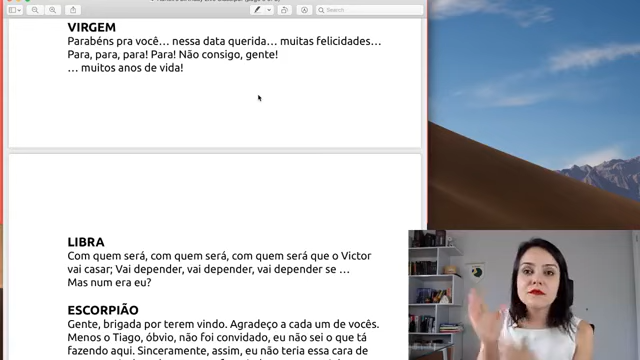 Search
VIRGEM
Parabéns pra você… nessa data querida… muitas felicidades…
Para, para, para! Para! Não consigo, gente!
… muitos anos de vida!
LIBRA
Com quem será, com quem será, com quem será que o Victor
vai casar; Vai depender, vai depender, vai depender se …
Mas num era eu?
ESCORPIÃO
Gente, brigada por terem vindo. Agradeço a cada um de vocês.
Menos o Tiago, óbvio, não foi convidado, eu não sei o que tá
fazendo aqui. Sinceramente, assim, eu não teria essa cara de